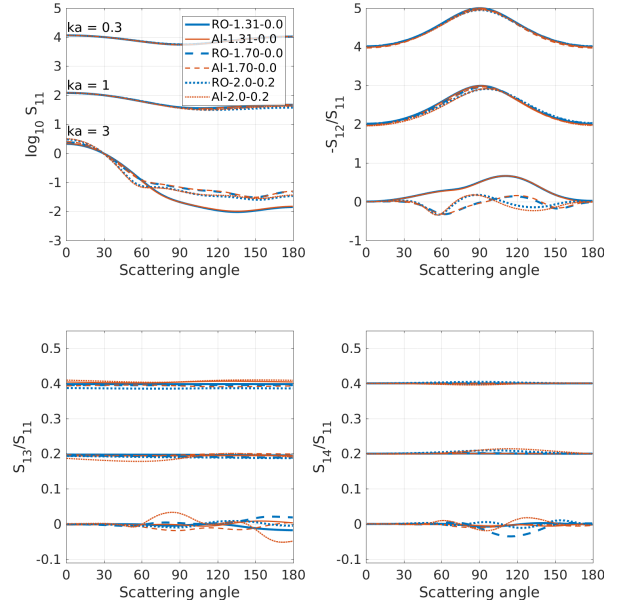 5
4
3
2
1
0
-1
-2
-3
log10 S11
ka = 0.3
ka = 1
ka = 3
RO-1.31-0.0
AI-1.31-0.0
RO-1.70-0.0
AI-1.70-0.0
RO-2.0-0.2
AI-2.0-0.2
0 30 60 90 120 150 180
Scattering angle
5
4
3
2
1
0
-1
-S12/S11
0 30 60 90 120 150 180
Scattering angle
0.5
0.4
0.3
0.2
0.1
0
-0.1
S13/S11
0 30 60 90 120 150 180
Scattering angle
0.5
0.4
0.3
0.2
0.1
0
-0.1
S14/S11
0 30 60 90 120 150 180
Scattering angle